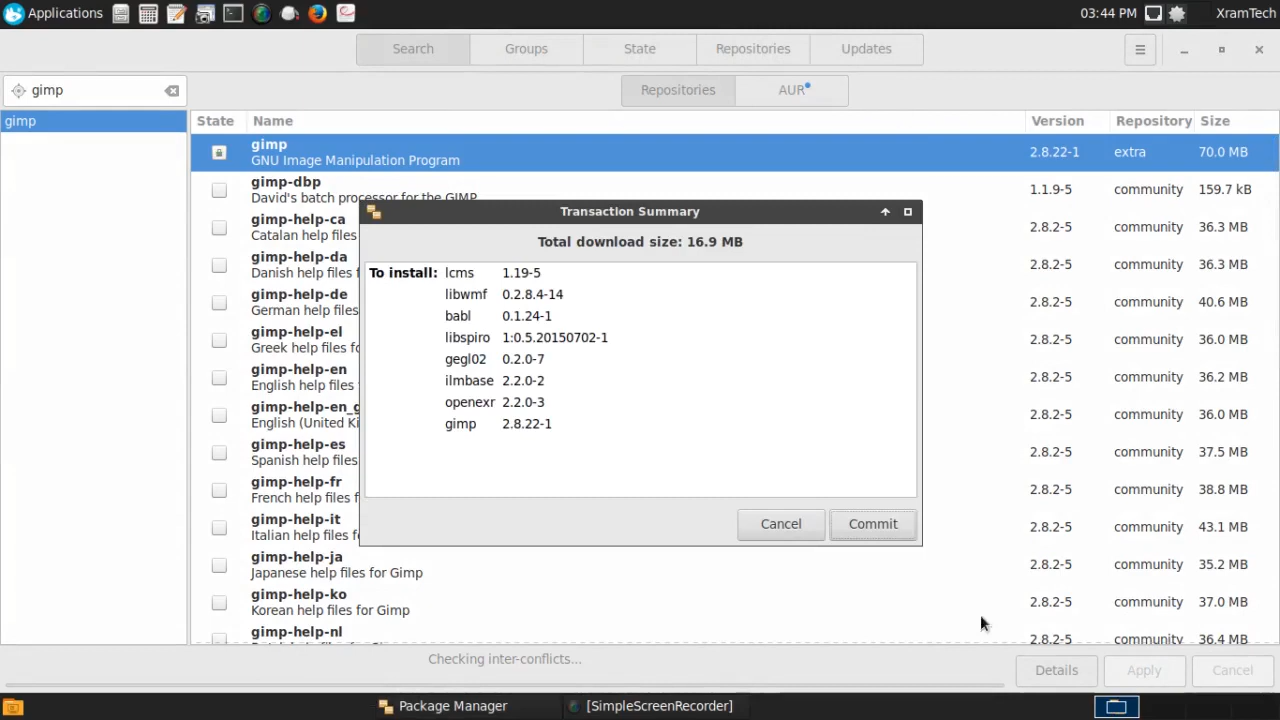 Applications 03:44 PM XramTech
Search Groups State Repositories Updates
gimp Repositories AUR
gimp
State Name Version Repository Size
gimp
GNU Image Manipulation Program 2.8.22-1 extra 70.0 MB
gimp-dbp
David's batch processor for the GIMP 1.1.9-5 community 159.7 kB
gimp-help-ca
Catalan help files 2.8.2-5 community 36.3 MB
gimp-help-da
Danish help files f 2.8.2-5 community 36.3 MB
gimp-help-de
German help files 2.8.2-5 community 40.6 MB
gimp-help-el
Greek help files fo 2.8.2-5 community 36.3 MB
gimp-help-en
English help files 2.8.2-5 community 36.2 MB
gimp-help-en_g
English (United Ki 2.8.2-5 community 36.0 MB
gimp-help-es
Spanish help files 2.8.2-5 community 37.5 MB
gimp-help-fr
French help files f 2.8.2-5 community 38.8 MB
gimp-help-it
Italian help files f 2.8.2-5 community 43.1 MB
gimp-help-ja
Japanese help files for Gimp 2.8.2-5 community 35.2 MB
gimp-help-ko
Korean help files for Gimp 2.8.2-5 community 37.0 MB
gimp-help-nl 2.8.2-5 community 36.4 MB
Transaction Summary
Total download size: 16.9 MB
To install: lcms 1.19-5
libwmf 0.2.8.4-14
babl 0.1.24-1
libspiro 1:0.5.20150702-1
gegl02 0.2.0-7
ilmbase 2.2.0-2
openexr 2.2.0-3
gimp 2.8.22-1
Cancel Commit
Checking inter-conflicts...
Details Apply Cancel
Package Manager [SimpleScreenRecorder]